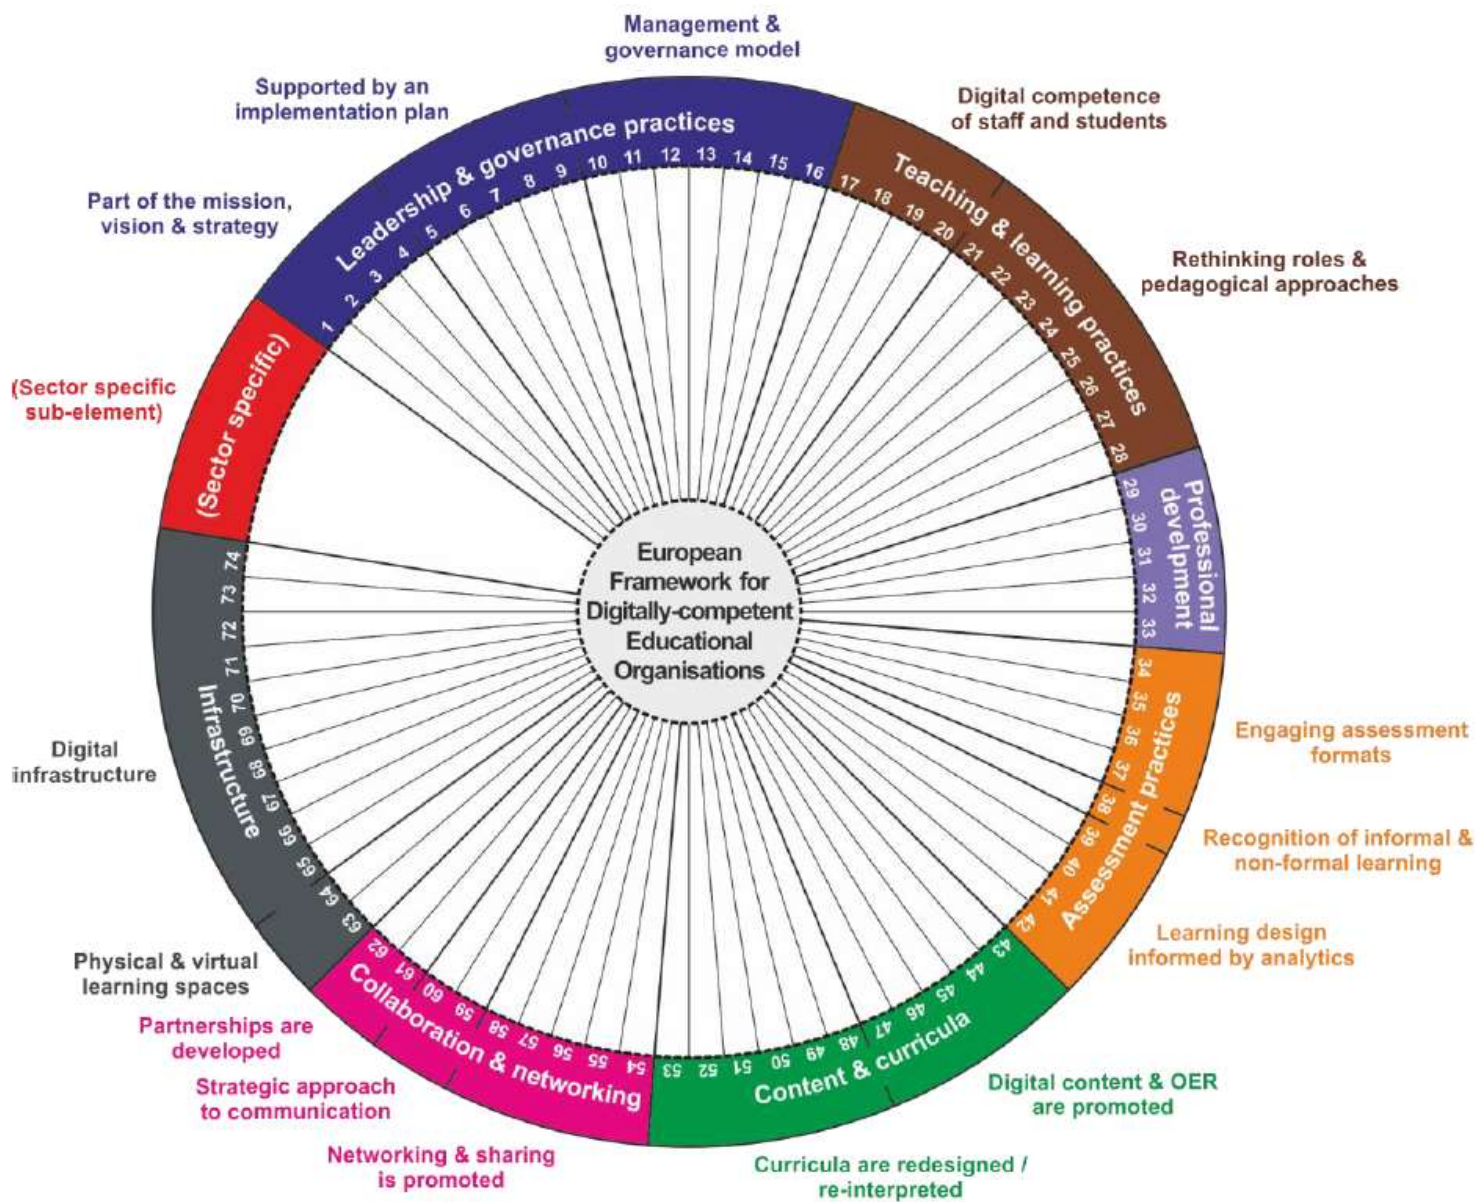 Management &
governance model
Supported by an
implementation plan
Part of the mission,
vision & strategy
(Sector specific
sub-element)
Digital competence
of staff and students
Rethinking roles &
pedagogical approaches
Engaging assessment
formats
Recognition of informal &
non-formal learning
Learning design
informed by analytics
Digital content & OER
are promoted
Curricula are redesigned /
re-interpreted
Networking & sharing
is promoted
Strategic approach
to communication
Partnerships are
developed
Physical & virtual
learning spaces
Digital
infrastructure
Leadership & governance practices
1 2 3 4 5 6 7 8 9 10 11 12 13 14 15 16
Teaching & learning practices
17 18 19 20 21 22 23 24 25 26 27 28
Professional
develpment
29 30 31 32 33
Assessment practices
34 35 36 37 38 39 40 41 42
Content & curricula
43 44 45 46 47 48 49 50 51 52 53
Collaboration & networking
54 55 56 57 58 59 60 61 62
Infrastructure
63 64 65 66 67 68 69 70 71 72 73 74
(Sector specific)
European
Framework for
Digitally-competent
Educational
Organisations